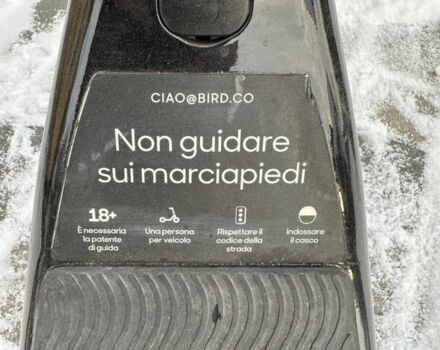 CIAO@BIRD.CO
Non guidare
sui marciapiedi
18+
È necessaria
la patente
di guida
Una persona
per veicolo
Rispettare il
codice della
strada
Indossare
il casco